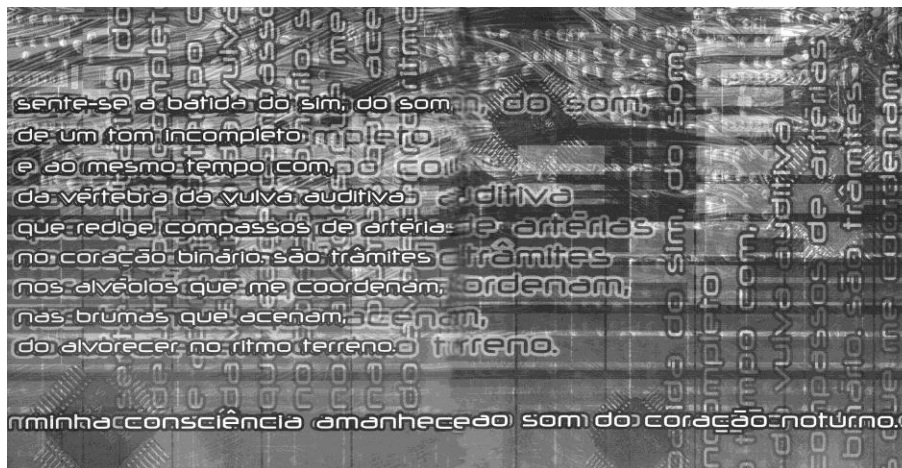 sente-se a batida do sim, do som,
de um tom incompleto
e ao mesmo tempo com,
da vértebra da vulva auditiva
que redige compassos de artérias
no coração binário. são trâmites
nos alvéolos que me coordenam,
nas brumas que acenam,
do alvorecer no ritmo terreno.
minha consciência amanhece ao som do coração noturno.